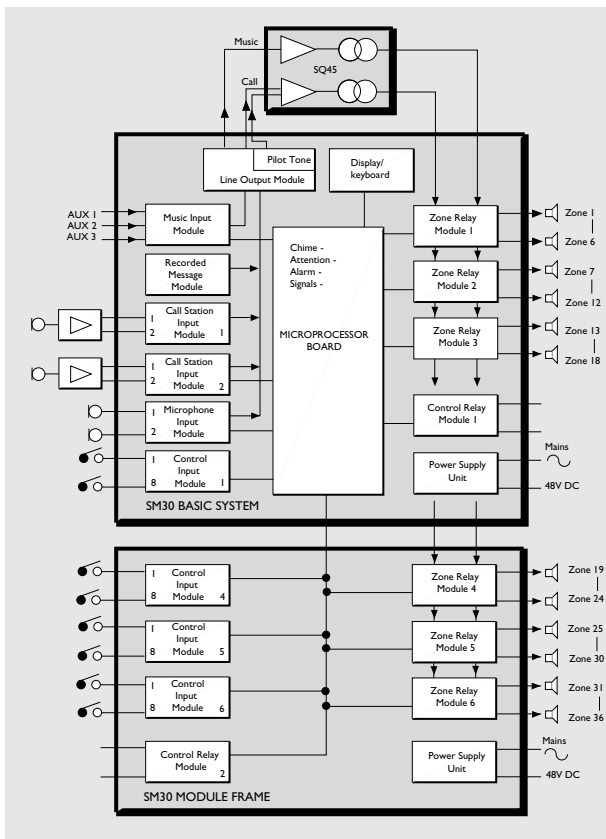 Music
SQ45
Call
Pilot Tone
Line Output Module
Display/
keyboard
AUX 1
AUX 2
AUX 3
Music Input
Module
Zone Relay
Module 1
Zone 1
Zone 6
Chime -
Attention -
Alarm -
Signals -
Recorded
Message
Module
Zone Relay
Module 2
Zone 7
Zone 12
1
2
Call Station
Input
Module
1
MICROPROCESSOR
BOARD
Zone Relay
Module 3
Zone 13
Zone 18
1
2
Call Station
Input
Module
2
1
2
Microphone
Input
Module
Control Relay
Module 1
1
8
Control
Input
Module
1
Power Supply
Unit
Mains
48V DC
SM30 BASIC SYSTEM
1
8
Control
Input
Module
4
Zone Relay
Module 4
Zone 19
Zone 24
1
8
Control
Input
Module
5
Zone Relay
Module 5
Zone 25
Zone 30
1
8
Control
Input
Module
6
Zone Relay
Module 6
Zone 31
Zone 36
Control Relay
Module
2
Power Supply
Unit
Mains
48V DC
SM30 MODULE FRAME